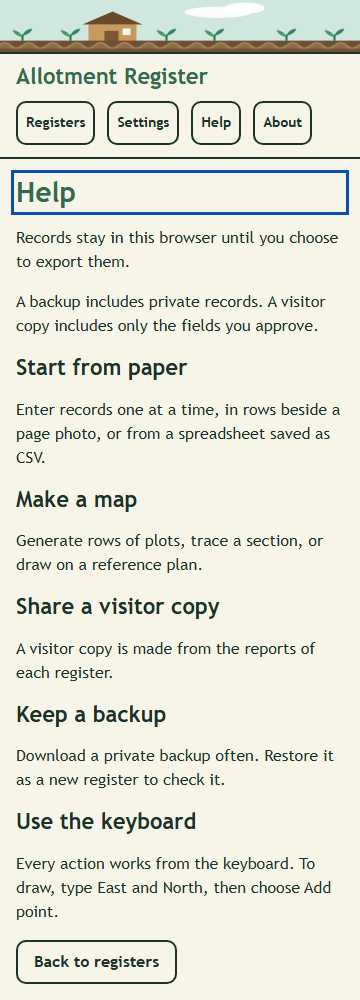 Allotment Register
Registers Settings Help About
Help
Records stay in this browser until you choose
to export them.
A backup includes private records. A visitor
copy includes only the fields you approve.
Start from paper
Enter records one at a time, in rows beside a
page photo, or from a spreadsheet saved as
CSV.
Make a map
Generate rows of plots, trace a section, or
draw on a reference plan.
Share a visitor copy
A visitor copy is made from the reports of
each register.
Keep a backup
Download a private backup often. Restore it
as a new register to check it.
Use the keyboard
Every action works from the keyboard. To
draw, type East and North, then choose Add
point.
Back to registers